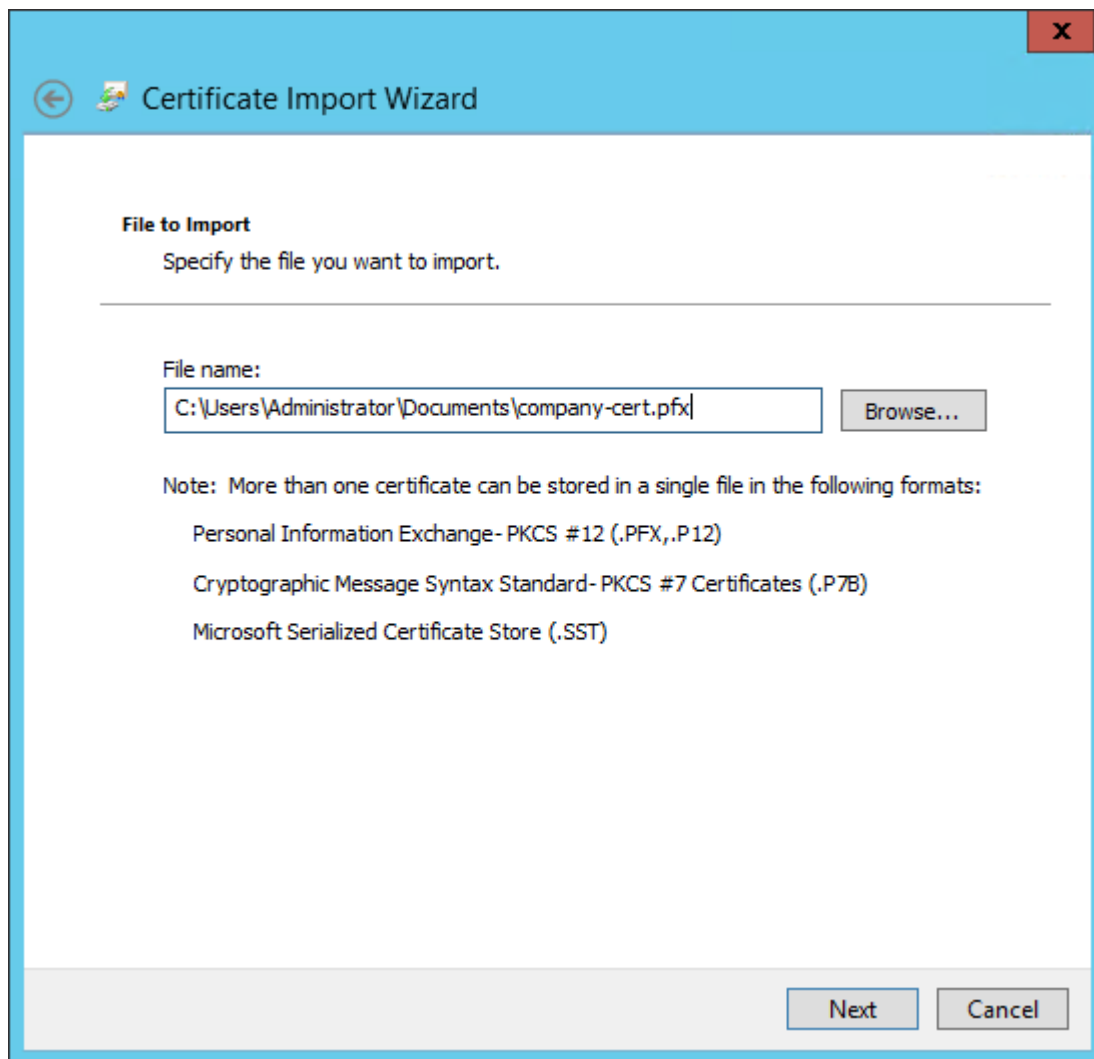 x
Certificate Import Wizard
File to Import
Specify the file you want to import.
File name:
C:\Users\Administrator\Documents\company-cert.pfx
Browse...
Note:  More than one certificate can be stored in a single file in the following formats:
Personal Information Exchange- PKCS #12 (.PFX,.P12)
Cryptographic Message Syntax Standard- PKCS #7 Certificates (.P7B)
Microsoft Serialized Certificate Store (.SST)
Next
Cancel